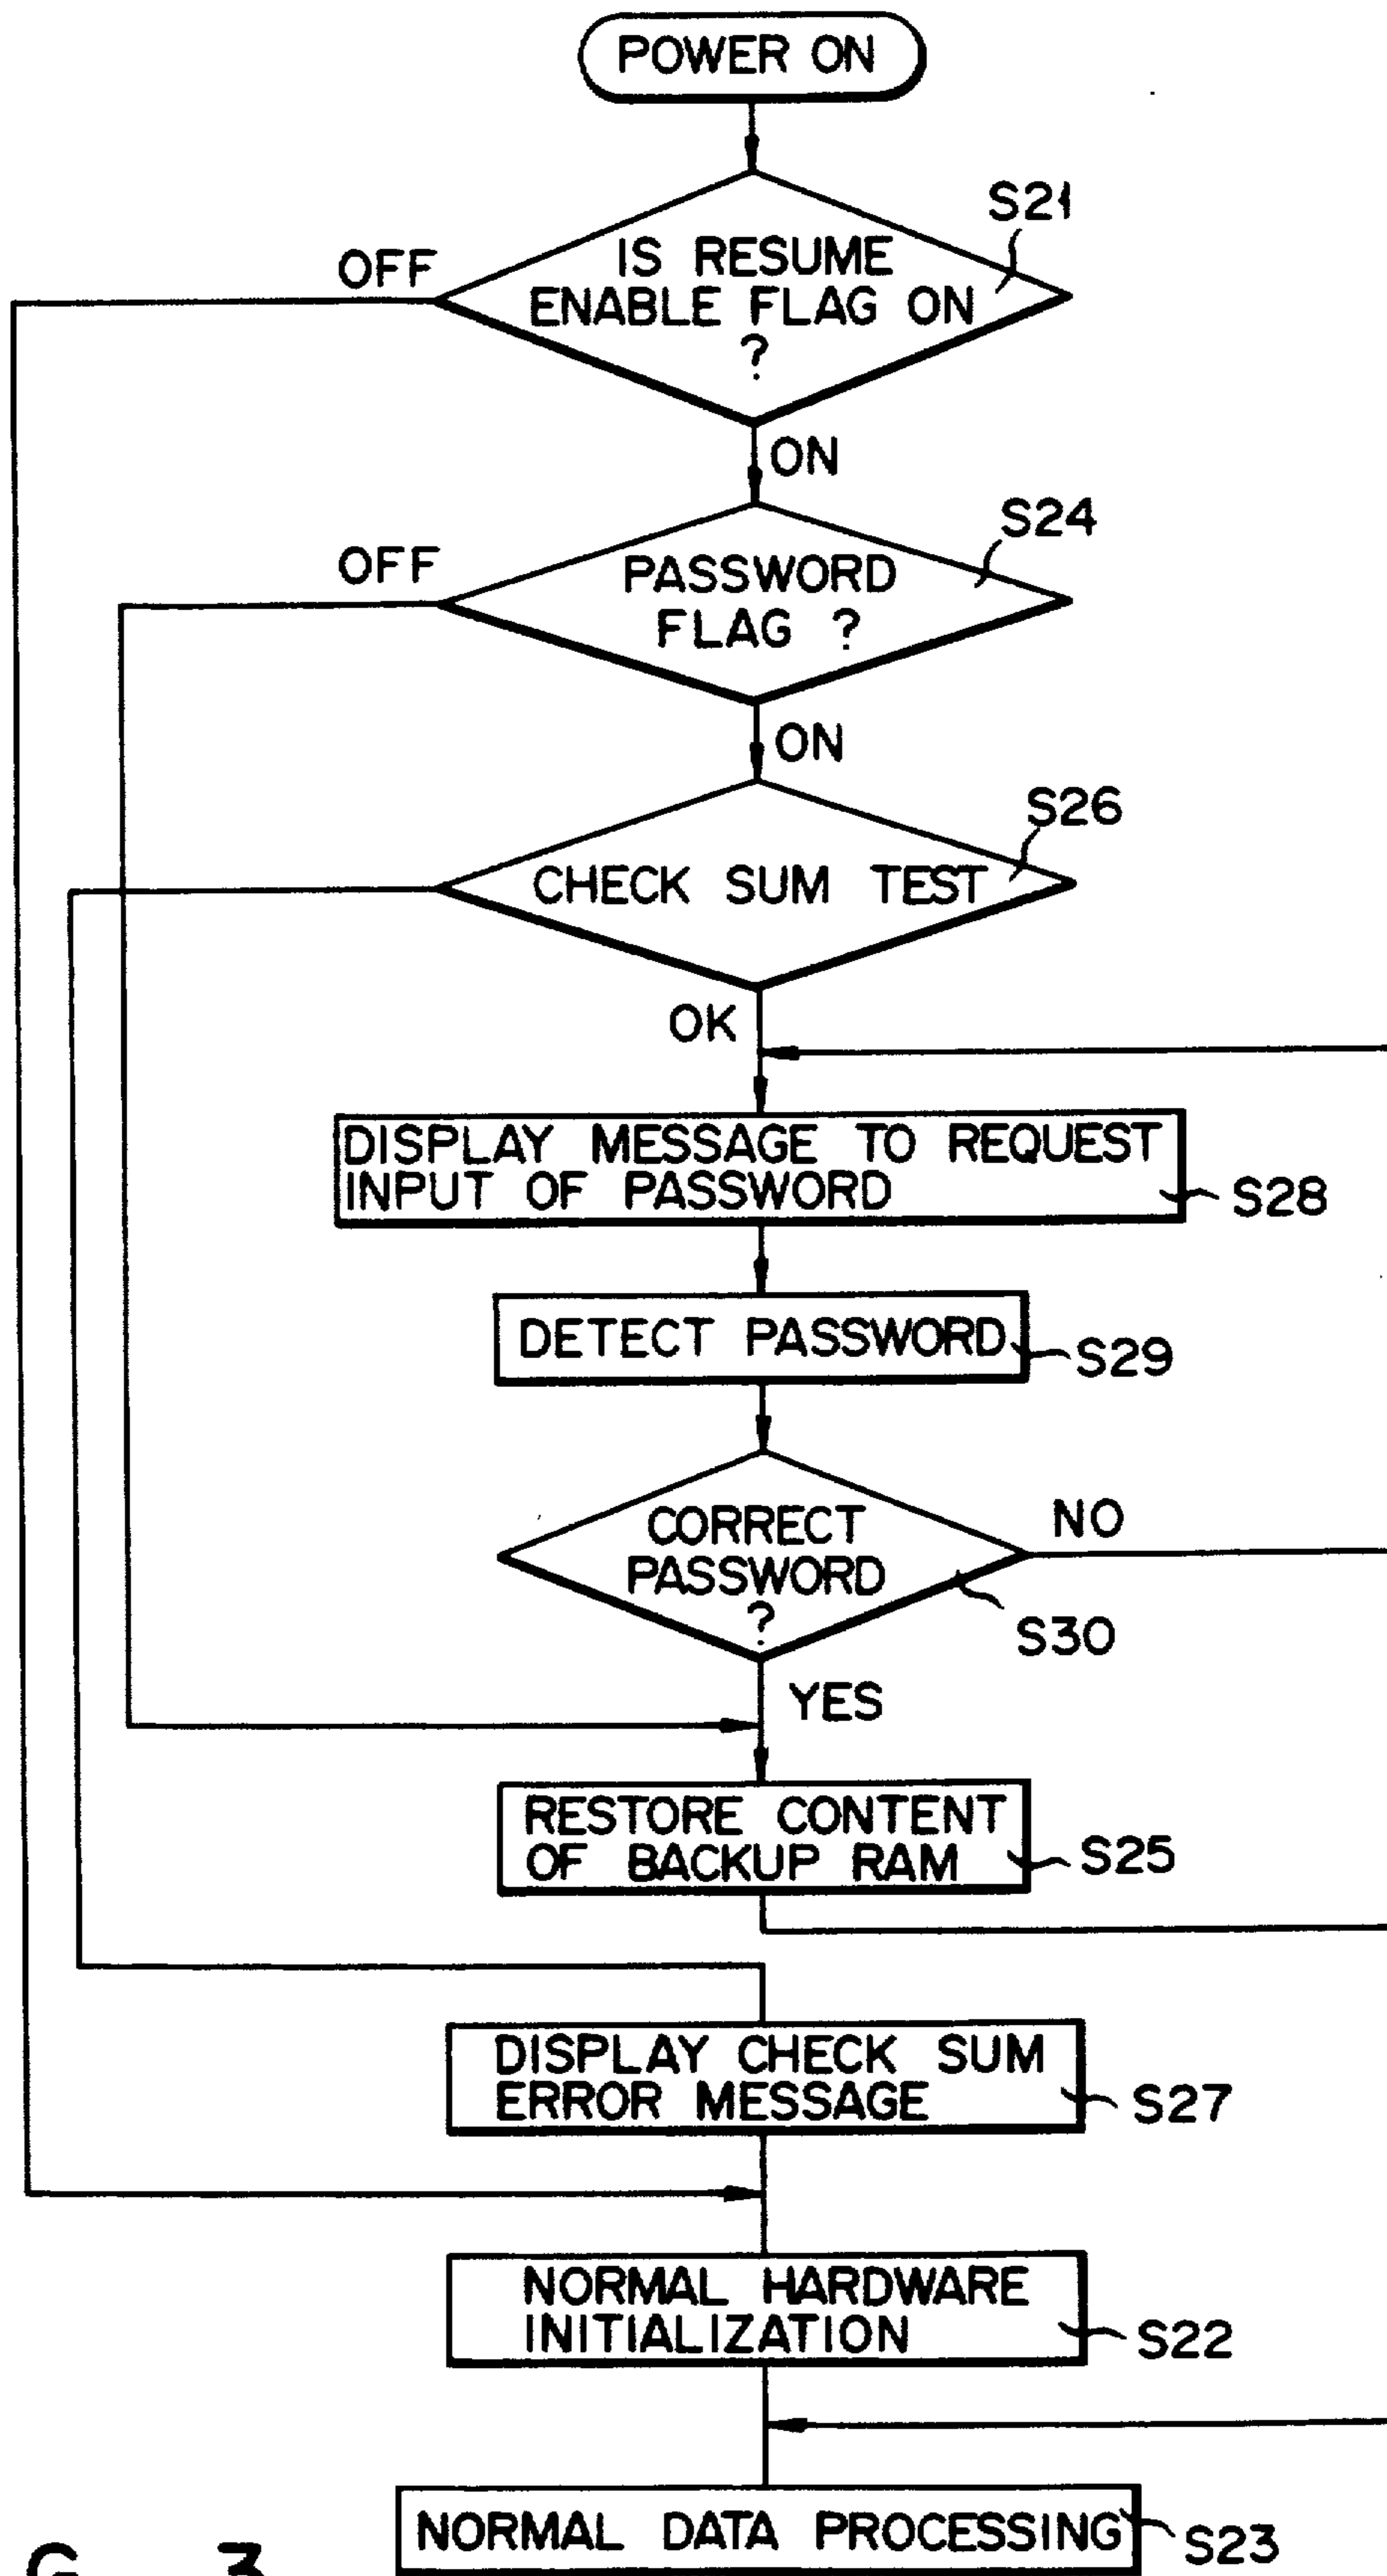 POWER ON
S21
OFF
IS RESUME
ENABLE FLAG ON
?
ON
S24
OFF
PASSWORD
FLAG ?
ON
S26
CHECK SUM TEST
OK
DISPLAY MESSAGE TO REQUEST
INPUT OF PASSWORD
S28
DETECT PASSWORD
S29
CORRECT
PASSWORD
?
NO
S30
YES
RESTORE CONTENT
OF BACKUP RAM
S25
DISPLAY CHECK SUM
ERROR MESSAGE
S27
NORMAL HARDWARE
INITIALIZATION
S22
NORMAL DATA PROCESSING
S23
G. 3